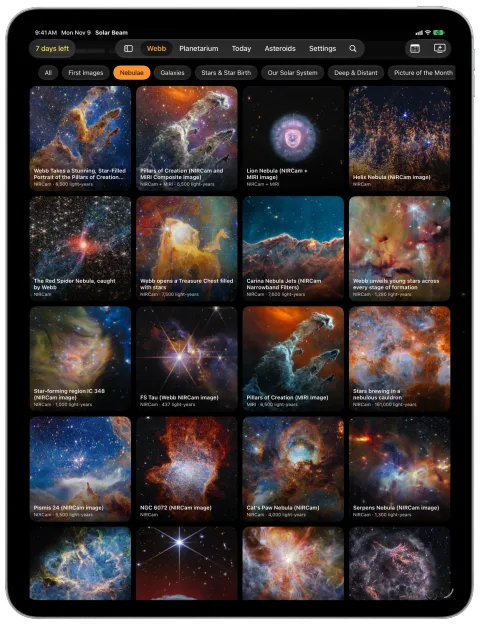 9:41 AM Mon Nov 9 Solar Beam
7 days left
Webb Planetarium Today Asteroids Settings
All First Images Nebulae Galaxies Stars & Star Birth Our Solar System Deep & Distant Picture of the Month
Webb Takes a Stunning, Star-Filled
Portrait of the Pillars of Creation...
NIRCam · 6,500 light-years
Pillars of Creation (NIRCam and
MIRI Composite image)
NIRCam + MIRI · 6,500 light-years
Lion Nebula (NIRCam +
MIRI image)
NIRCam + MIRI
Helix Nebula (NIRCam image)
NIRCam
The Red Spider Nebula, caught
by Webb
NIRCam
Webb opens a Treasure Chest filled
with stars
NIRCam · 7,500 light-years
Carina Nebula Jets (NIRCam
Narrowband Filters)
NIRCam · 7,600 light-years
Webb unveils young stars across
every stage of formation
NIRCam · light-years
Star-forming region IC 348
(NIRCam image)
NIRCam · 1,000 light-years
FS Tau (Webb NIRCam image)
NIRCam · 457 light-years
Pillars of Creation (MIRI image)
MIRI · 6,500 light-years
Stars brewing in a
nebulous cauldron
NIRCam · 161,000 light-years
Pismis 24 (NIRCam image)
NIRCam · 5,500 light-years
NGC 6072 (NIRCam image)
NIRCam
Cat's Paw Nebula (NIRCam)
NIRCam · 4,000 light-years
Serpens Nebula (NIRCam image)
NIRCam · 1,300 light-years